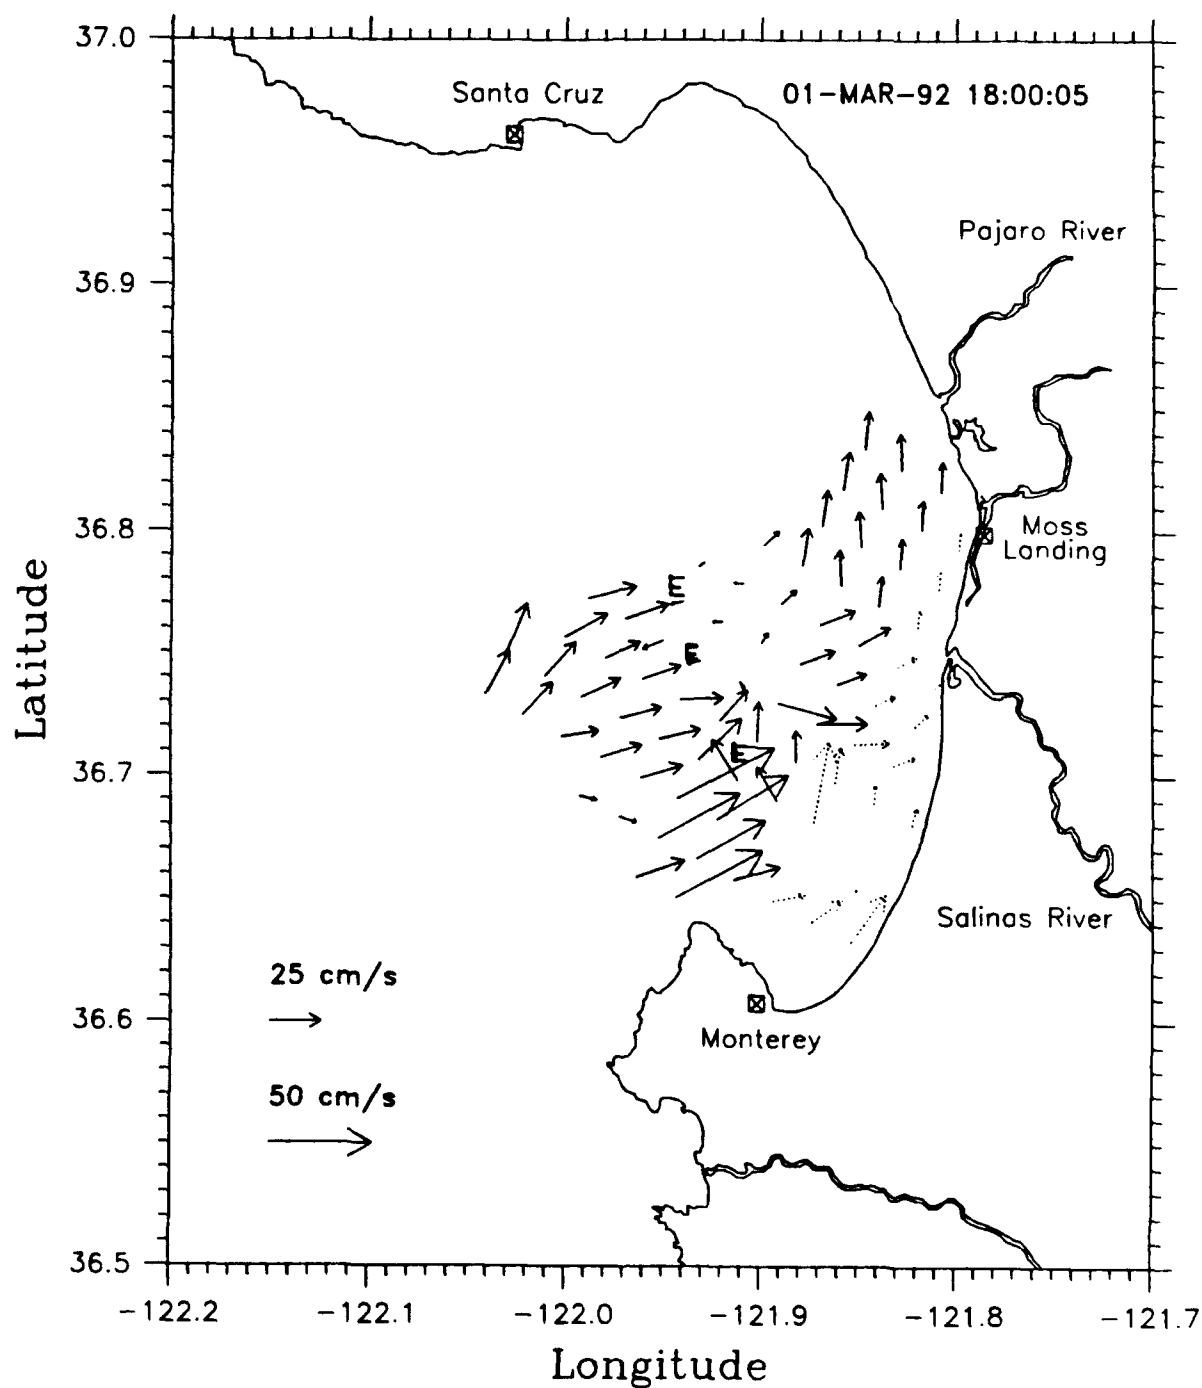 37.0
Santa Cruz
01-MAR-92 18:00:05
Pajaro River
36.9
36.8
Moss
Landing
E
E
Latitude
E
36.7
Salinas River
25 cm/s
36.6
Monterey
50 cm/s
36.5
-122.2
-122.1
-122.0
-121.9
-121.8
-121.7
Longitude